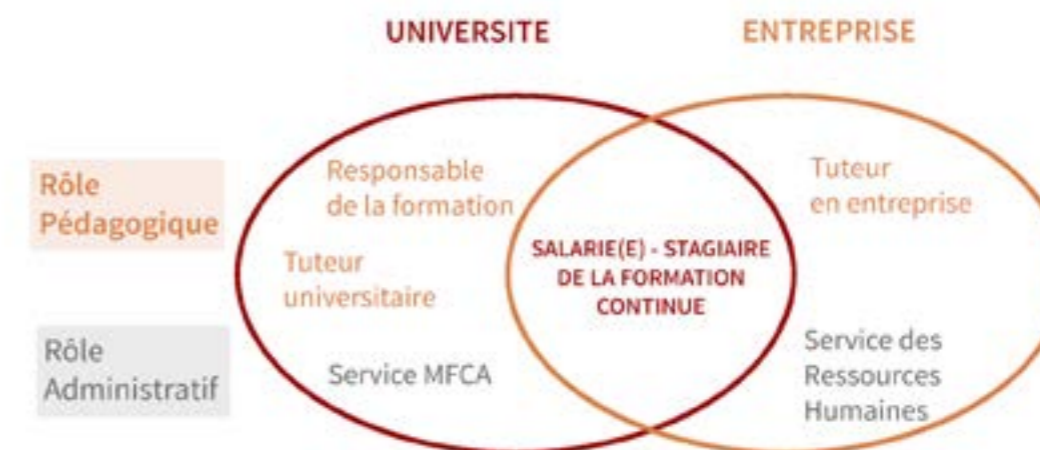 UNIVERSITE
ENTREPRISE
Rôle
Pédagogique
Responsable
de la formation
Tuteur
universitaire
SALARIE(E) - STAGIAIRE
DE LA FORMATION
CONTINUE
Tuteur
en entreprise
Rôle
Administratif
Service MFCA
Service des
Ressources
Humaines